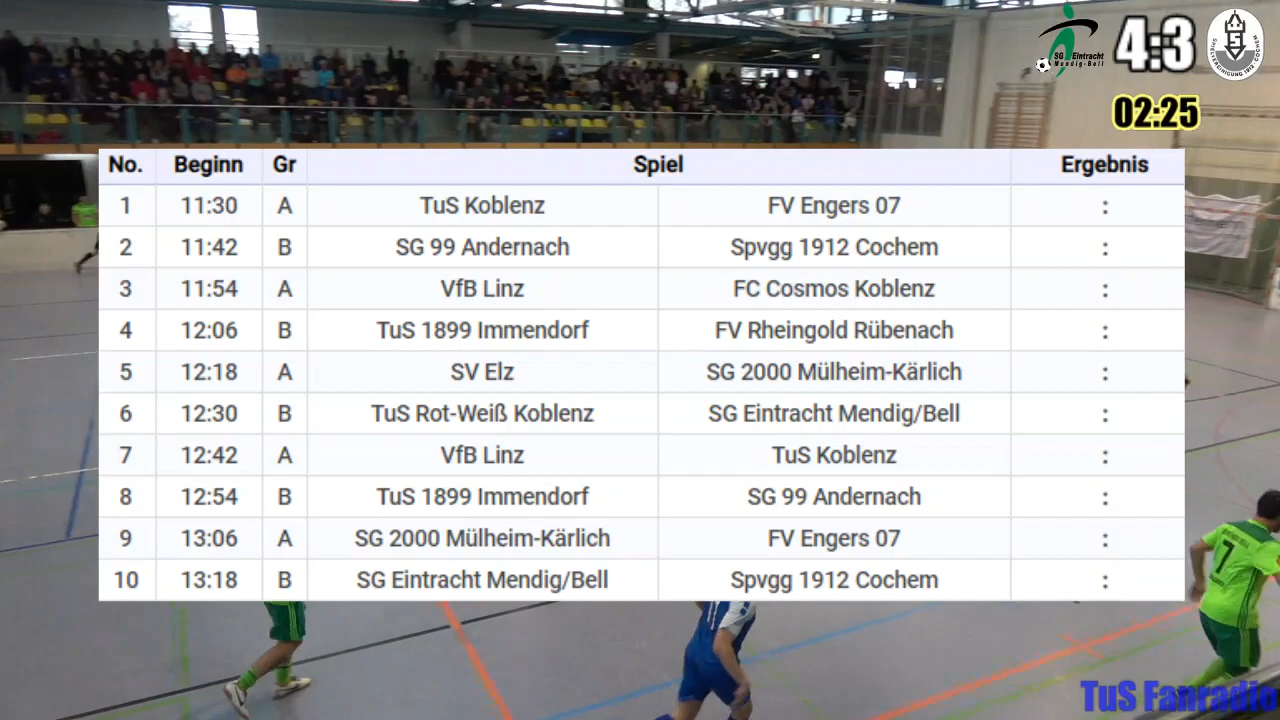 SG Eintracht
Mendig-Bell
4:3
SPIELVEREINIGUNG 1912 COCHEM
02:25
No. Beginn Gr Spiel Ergebnis
1 11:30 A TuS Koblenz FV Engers 07 :
2 11:42 B SG 99 Andernach Spvgg 1912 Cochem :
3 11:54 A VfB Linz FC Cosmos Koblenz :
4 12:06 B TuS 1899 Immendorf FV Rheingold Rübenach :
5 12:18 A SV Elz SG 2000 Mülheim-Kärlich :
6 12:30 B TuS Rot-Weiß Koblenz SG Eintracht Mendig/Bell :
7 12:42 A VfB Linz TuS Koblenz :
8 12:54 B TuS 1899 Immendorf SG 99 Andernach :
9 13:06 A SG 2000 Mülheim-Kärlich FV Engers 07 :
10 13:18 B SG Eintracht Mendig/Bell Spvgg 1912 Cochem :
7
TuS Fanradio